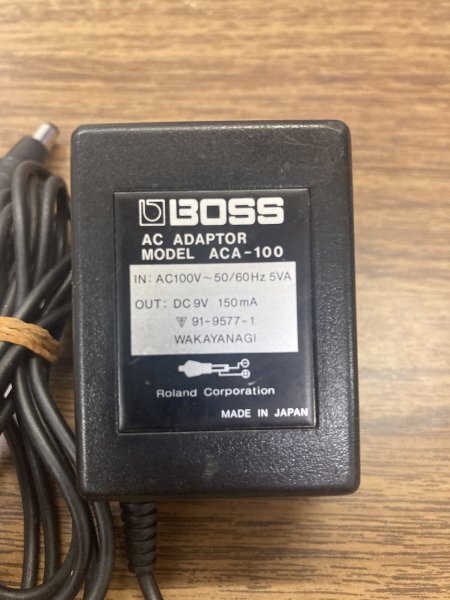 BOSS
AC ADAPTOR
MODEL ACA-100
IN: AC100V~50/60Hz 5VA
OUT: DC9V 150mA
91-9577-1
WAKAYANAGI
Roland Corporation
MADE IN JAPAN